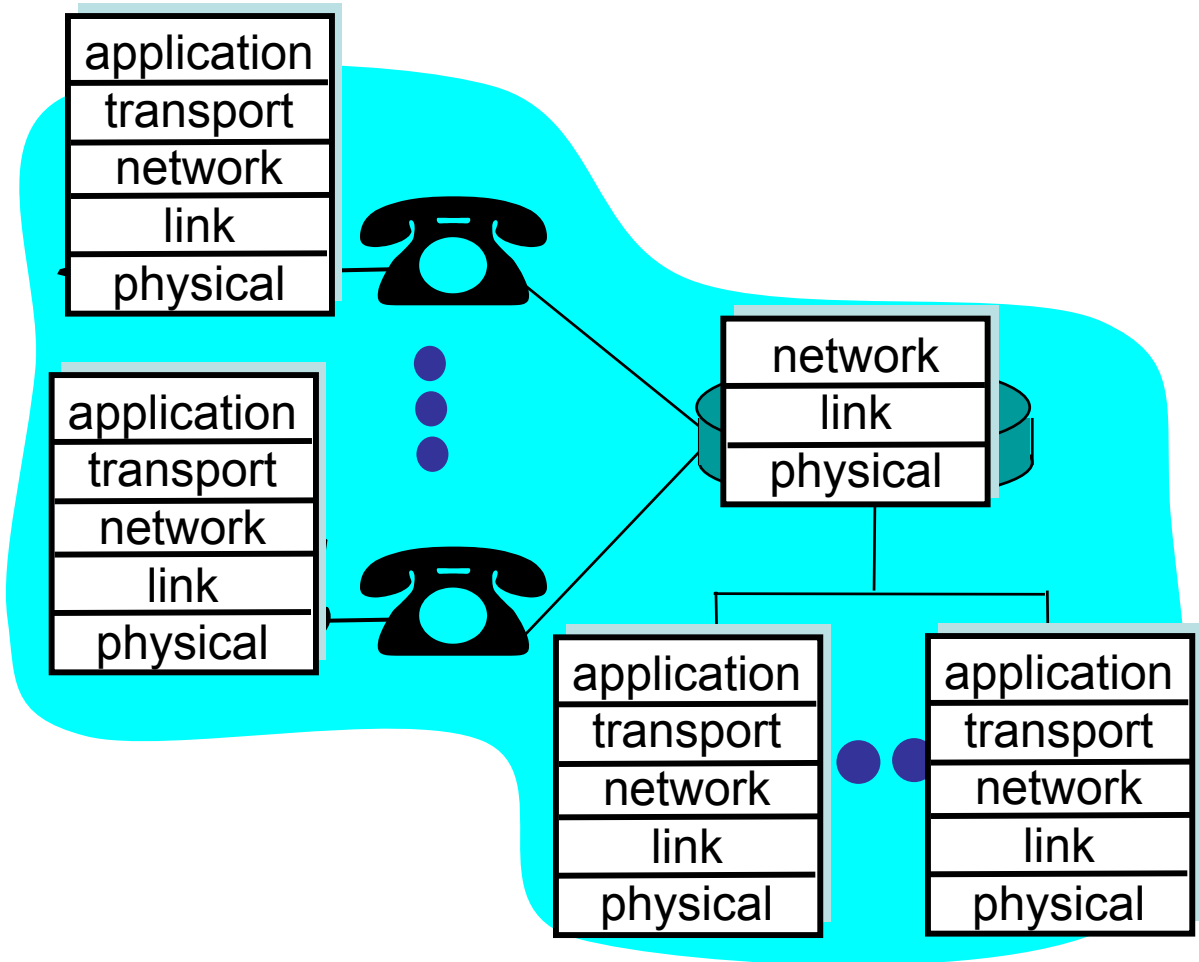 application
transport
network
link
physical
application
transport
network
link
physical
network
link
physical
application
transport
network
link
physical
application
transport
network
link
physical